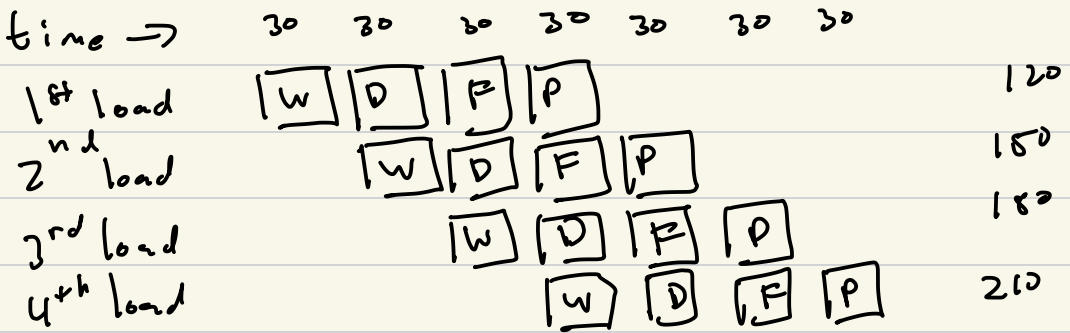 time → 30 30 30 30 30 30 30
1st load W D F P 120
2nd load W D F P 150
3rd load W D F P 180
4th load W D F P 210